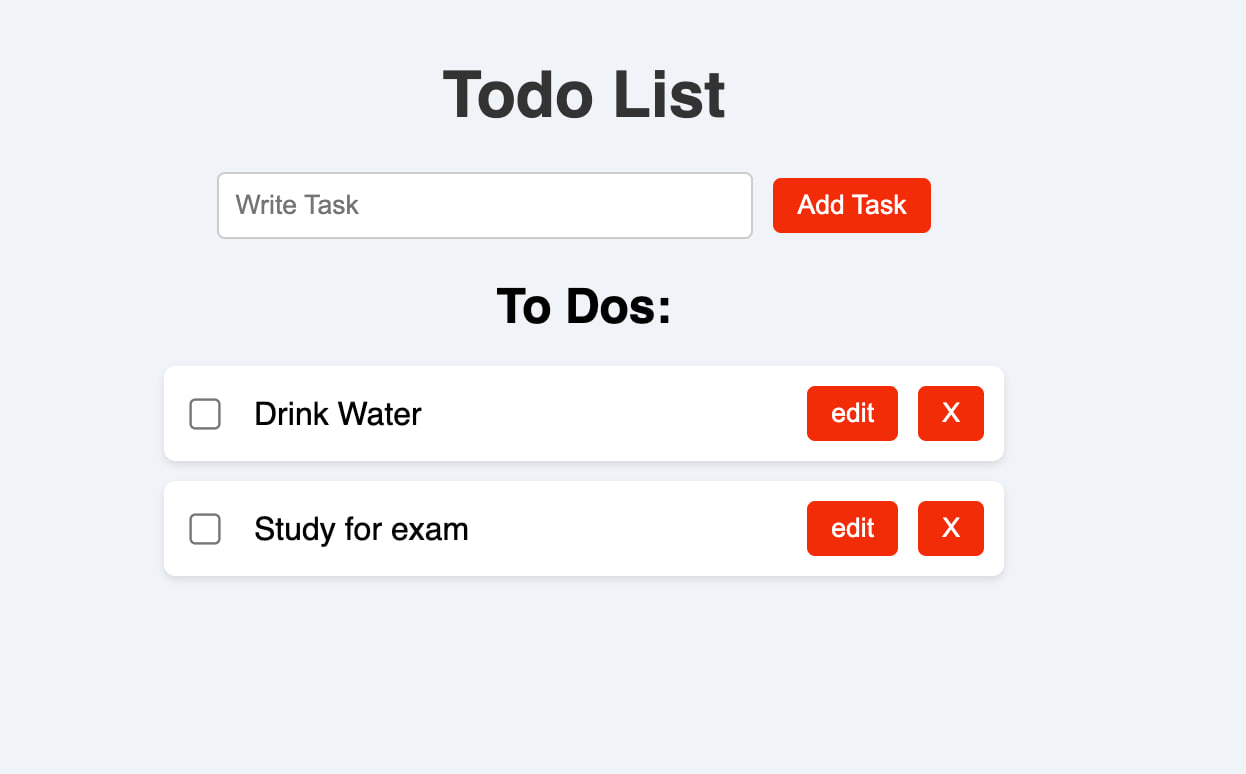 Todo List
Write Task Add Task
To Dos:
Drink Water edit X
Study for exam edit X